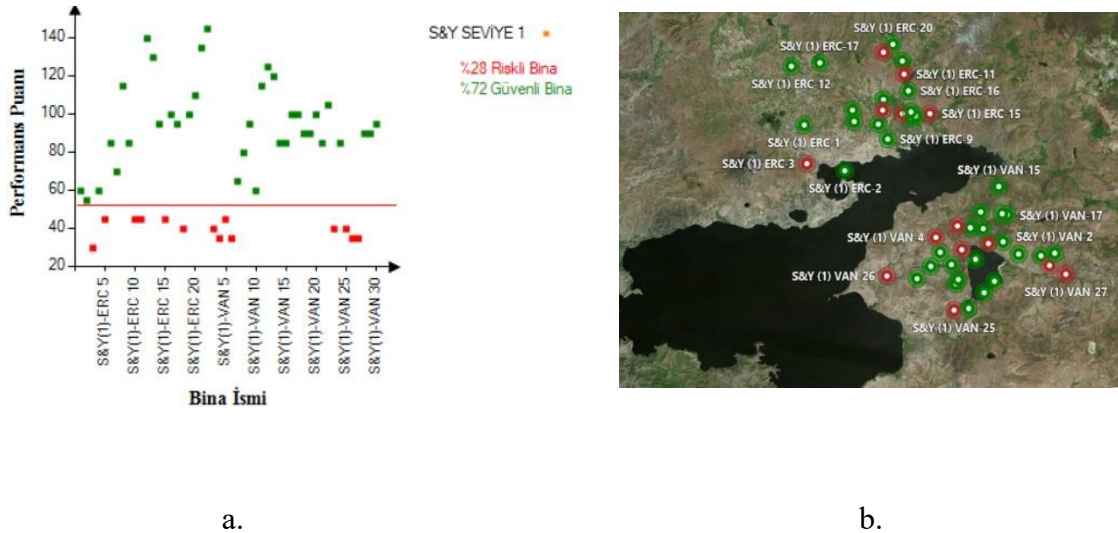 140
120
100
80
60
40
20
Performans Puanı
S&Y(1)-ERC 5
S&Y(1)-ERC 10
S&Y(1)-ERC 15
S&Y(1)-ERC 20
S&Y(1)-VAN 5
S&Y(1)-VAN 10
S&Y(1)-VAN 15
S&Y(1)-VAN 20
S&Y(1)-VAN 25
S&Y(1)-VAN 30
Bina İsmi
S&Y SEVİYE 1
%28 Riskli Bina
%72 Güvenli Bina
S&Y (1) ERC-20
S&Y (1) ERC-17
S&Y (1) ERC-11
S&Y (1) ERC-12
S&Y (1) ERC-16
S&Y (1) ERC-15
S&Y (1) ERC-1
S&Y (1) ERC-9
S&Y (1) ERC-3
S&Y (1) VAN-15
S&Y (1) ERC-2
S&Y (1) VAN-17
S&Y (1) VAN-4
S&Y (1) VAN-2
S&Y (1) VAN-26
S&Y (1) VAN-27
S&Y (1) VAN-25
a.
b.